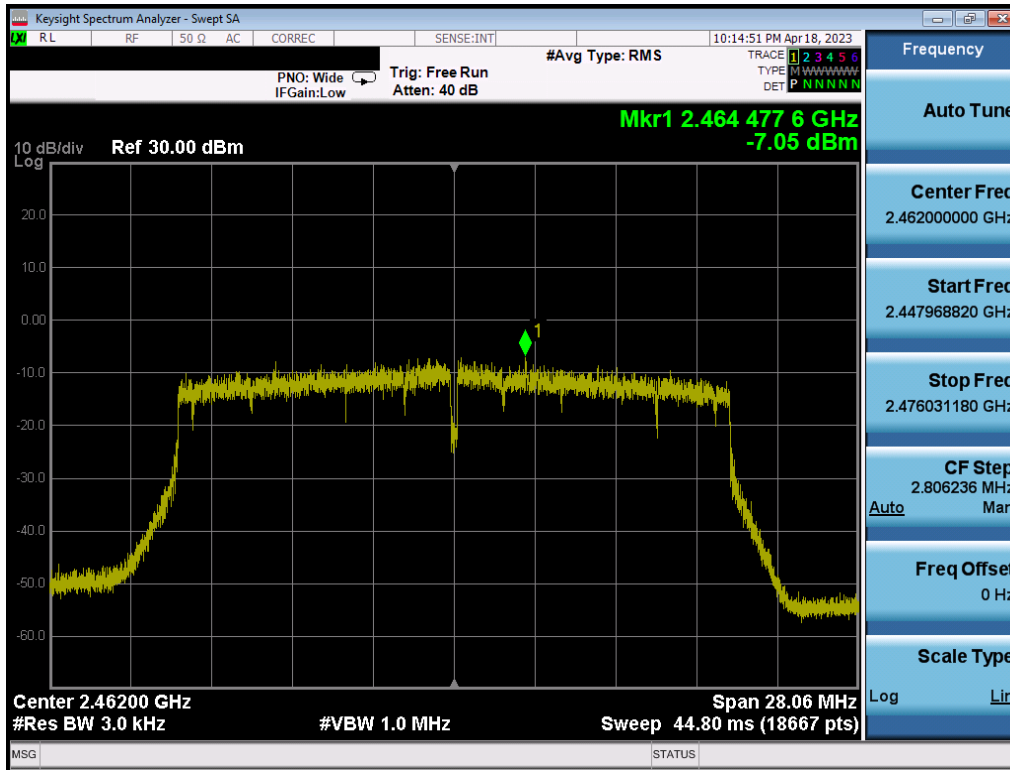 Keysight Spectrum Analyzer - Swept SA
LXI RL RF 50 Ω AC CORREC SENSE:INT 10:14:51 PM Apr 18, 2023
#Avg Type: RMS TRACE 1 2 3 4 5 6
PNO: Wide Trig: Free Run TYPE M WWWWW
IFGain:Low Atten: 40 dB DET P N N N N N
Mkr1 2.464 477 6 GHz
-7.05 dBm
10 dB/div Ref 30.00 dBm
Log
20.0
10.0
0.00
1
-10.0
-20.0
-30.0
-40.0
-50.0
-60.0
Center 2.46200 GHz Span 28.06 MHz
#Res BW 3.0 kHz #VBW 1.0 MHz Sweep 44.80 ms (18667 pts)
MSG STATUS
Frequency
Auto Tune
Center Freq
2.462000000 GHz
Start Freq
2.447968820 GHz
Stop Freq
2.476031180 GHz
CF Step
2.806236 MHz
Auto Man
Freq Offset
0 Hz
Scale Type
Log Lin